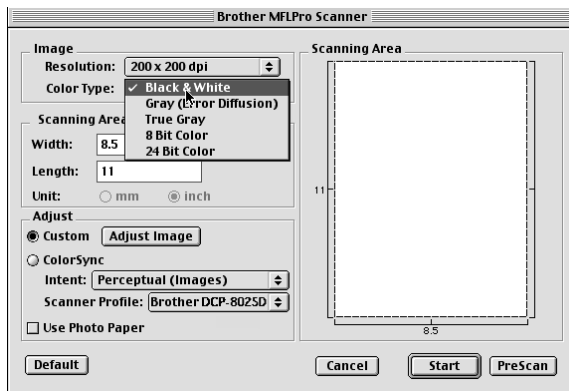 Brother MFLPro Scanner
Image
Resolution: 200 x 200 dpi
Color Type: ✓ Black & White
Gray (Error Diffusion)
True Gray
8 Bit Color
24 Bit Color
Scanning Area
Width: 8.5
Length: 11
Unit: mm inch
Adjust
Custom Adjust Image
ColorSync
Intent: Perceptual (Images)
Scanner Profile: Brother DCP-8025D
Use Photo Paper
Scanning Area
11
8.5
Default Cancel Start PreScan